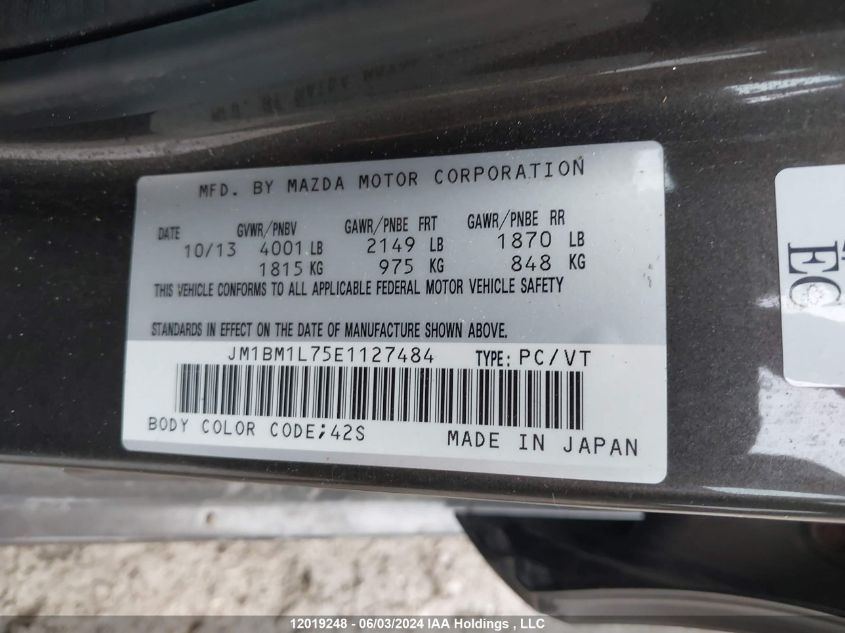 MFD. BY MAZDA MOTOR CORPORATION
DATE GVWR/PNBV GAWR/PNBE FRT GAWR/PNBE RR
10/13 4001 LB 2149 LB 1870 LB
1815 KG 975 KG 848 KG
THIS VEHICLE CONFORMS TO ALL APPLICABLE FEDERAL MOTOR VEHICLE SAFETY
STANDARDS IN EFFECT ON THE DATE OF MANUFACTURE SHOWN ABOVE.
JM1BM1L75E1127484 TYPE: PC/VT
BODY COLOR CODE;42S MADE IN JAPAN
EC
12019248 - 06/03/2024 IAA Holdings, LLC